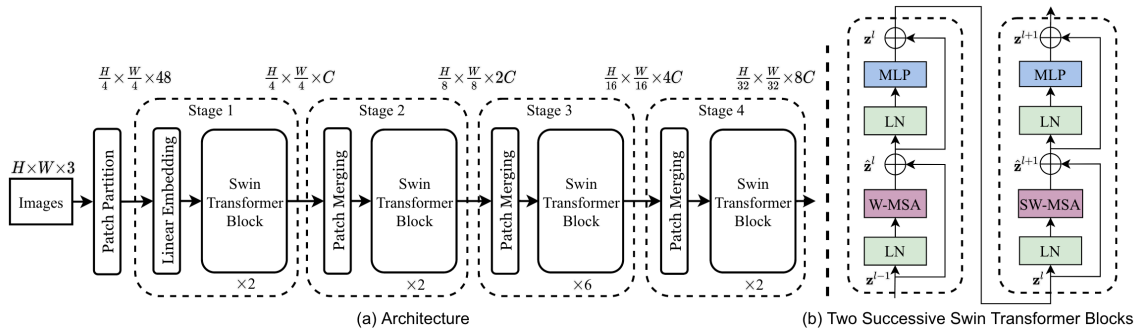 H/4 × W/4 × 48
H/4 × W/4 × C
H/8 × W/8 × 2C
H/16 × W/16 × 4C
H/32 × W/32 × 8C
Stage 1
Stage 2
Stage 3
Stage 4
H×W×3
Images
Patch Partition
Linear Embedding
Swin
Transformer
Block
×2
Patch Merging
Swin
Transformer
Block
×2
Patch Merging
Swin
Transformer
Block
×6
Patch Merging
Swin
Transformer
Block
×2
(a) Architecture
z^l
MLP
LN
ẑ^l
W-MSA
LN
z^{l-1}
z^{l+1}
MLP
LN
ẑ^{l+1}
SW-MSA
LN
z^l
(b) Two Successive Swin Transformer Blocks